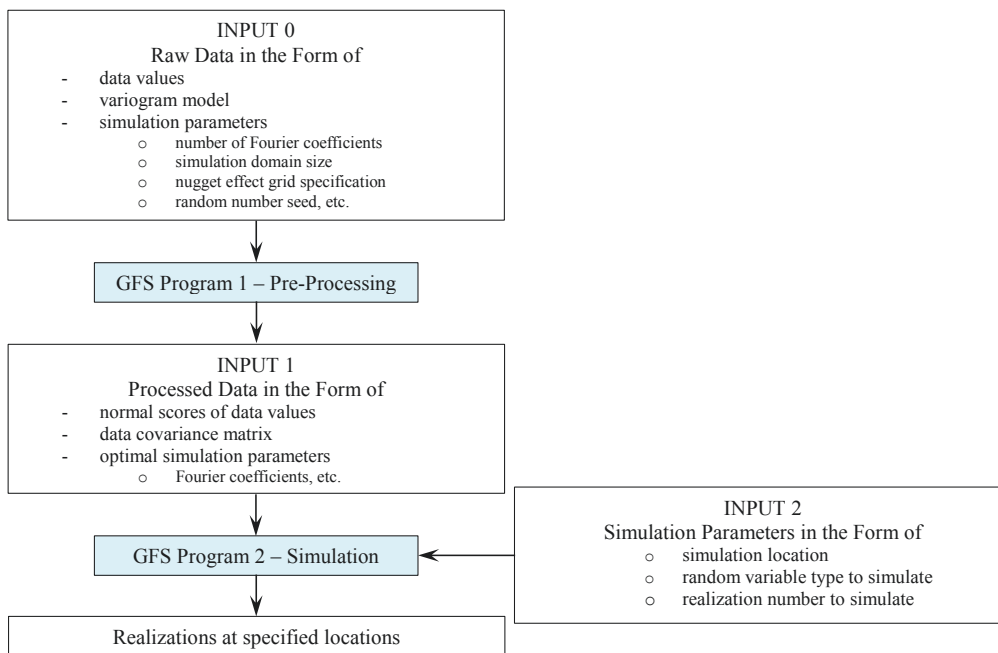 INPUT 0
Raw Data in the Form of
- data values
- variogram model
- simulation parameters
o number of Fourier coefficients
o simulation domain size
o nugget effect grid specification
o random number seed, etc.
GFS Program 1 – Pre-Processing
INPUT 1
Processed Data in the Form of
- normal scores of data values
- data covariance matrix
- optimal simulation parameters
o Fourier coefficients, etc.
INPUT 2
Simulation Parameters in the Form of
o simulation location
o random variable type to simulate
o realization number to simulate
GFS Program 2 – Simulation
Realizations at specified locations